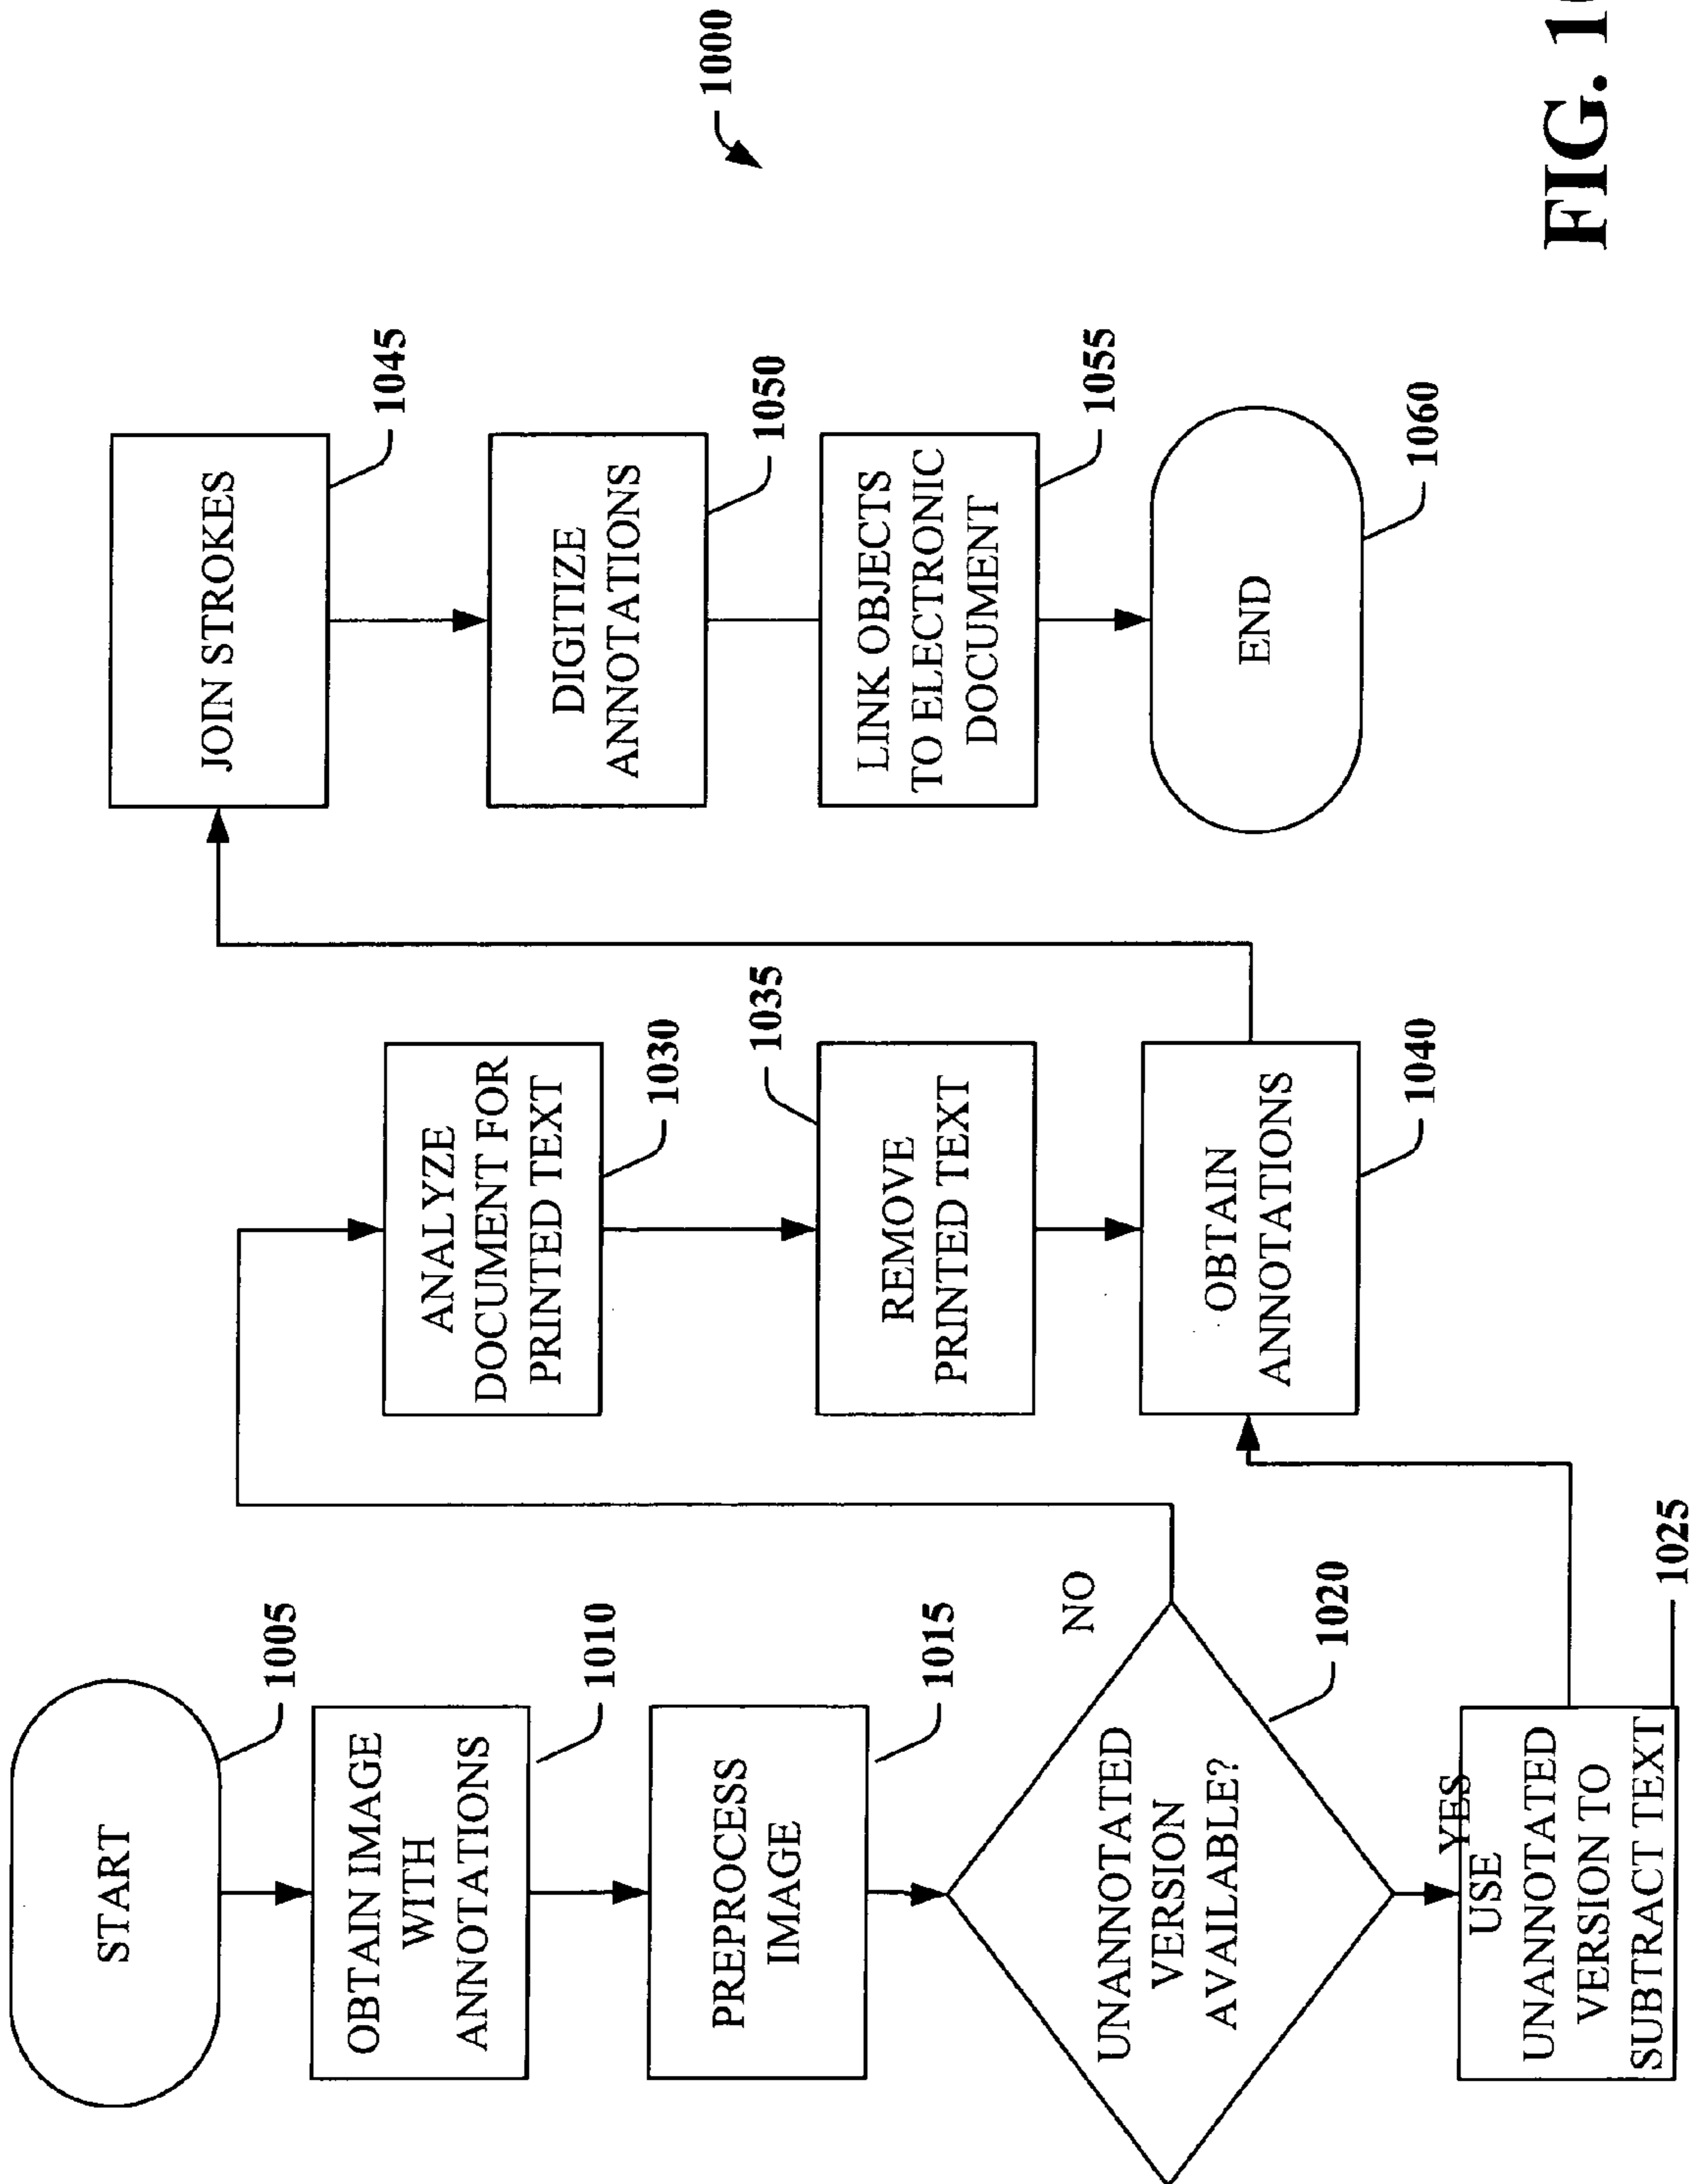 START
1005
OBTAIN IMAGE
WITH
ANNOTATIONS
1010
PREPROCESS
IMAGE
1015
UNANNOTATED
VERSION
AVAILABLE?
1020
NO
YES
USE
UNANNOTATED
VERSION TO
SUBTRACT TEXT
1025
ANALYZE
DOCUMENT FOR
PRINTED TEXT
1030
REMOVE
PRINTED TEXT
1035
OBTAIN
ANNOTATIONS
1040
JOIN STROKES
1045
DIGITIZE
ANNOTATIONS
1050
LINK OBJECTS
TO ELECTRONIC
DOCUMENT
1055
END
1060
1000
FIG. 1